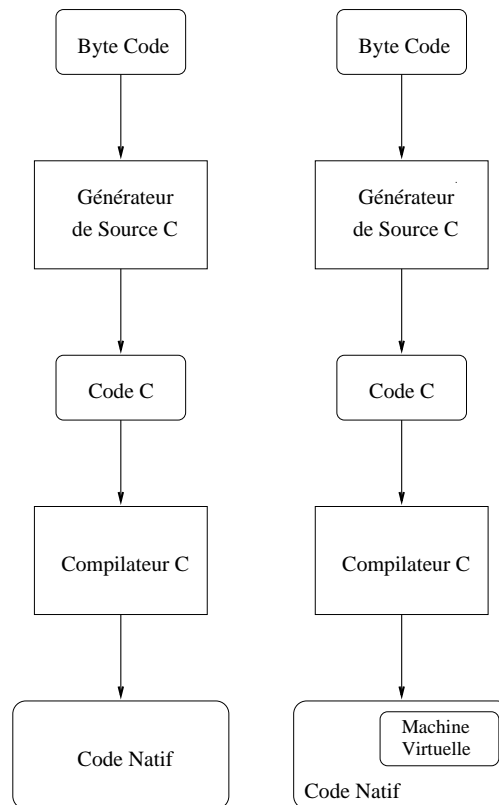 Byte Code
Générateur
de Source C
Code C
Compilateur C
Code Natif
Byte Code
Générateur
de Source C
Code C
Compilateur C
Machine
Virtuelle
Code Natif